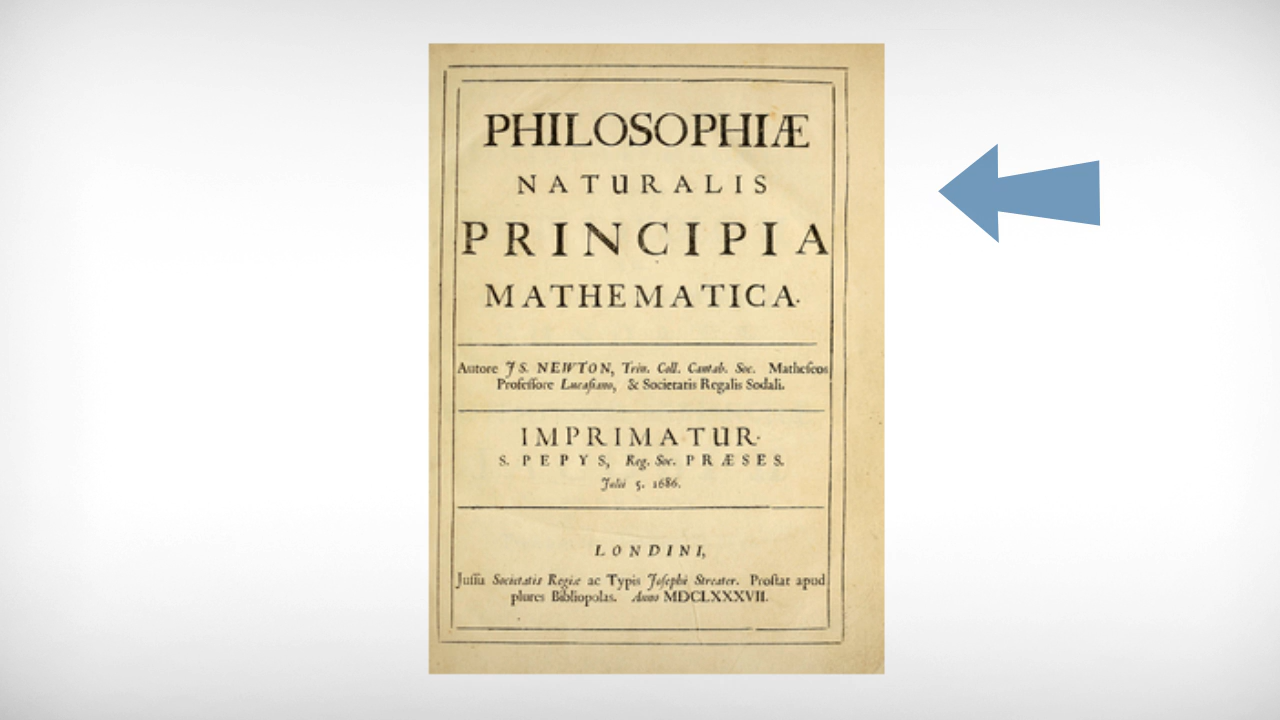 PHILOSOPHIÆ
NATURALIS
PRINCIPIA
MATHEMATICA.
Autore JS. NEWTON, Trin. Coll. Cantab. Soc. Matheseos
Professore Lucasiano, & Societatis Regalis Sodali.
IMPRIMATUR.
S. PEPYS, Reg. Soc. PRÆSES.
Julii 5. 1686.
LONDINI,
Jussu Societatis Regiæ ac Typis Josephi Streater. Prostat apud
plures Bibliopolas. Anno MDCLXXXVII.